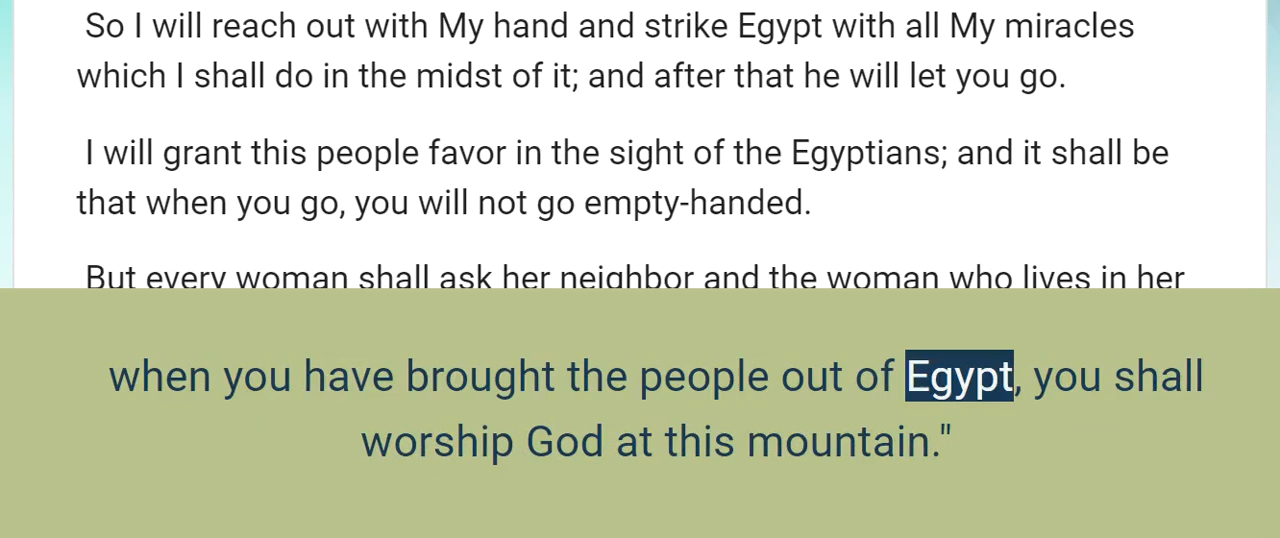 So I will reach out with My hand and strike Egypt with all My miracles
which I shall do in the midst of it; and after that he will let you go.
I will grant this people favor in the sight of the Egyptians; and it shall be
that when you go, you will not go empty-handed.
But every woman shall ask her neighbor and the woman who lives in her
when you have brought the people out of Egypt, you shall
worship God at this mountain."